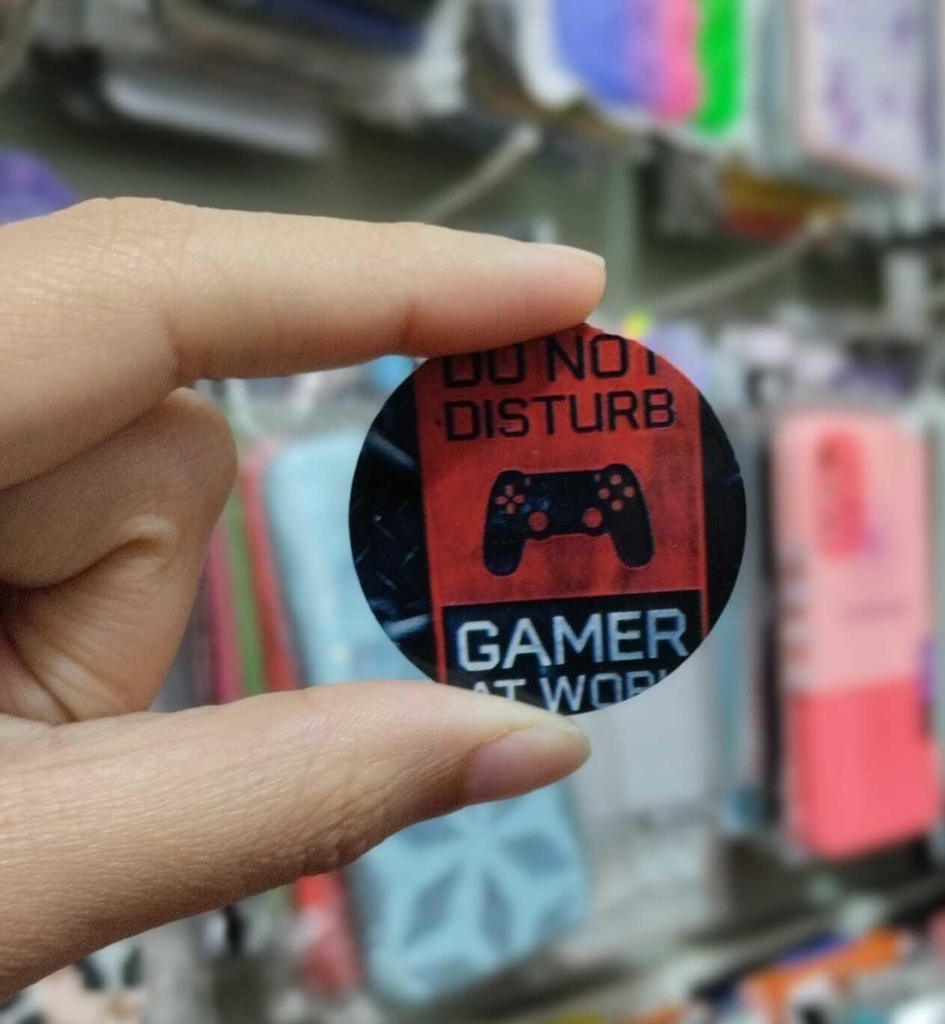 DO NOT
DISTURB
GAMER
AT WORK